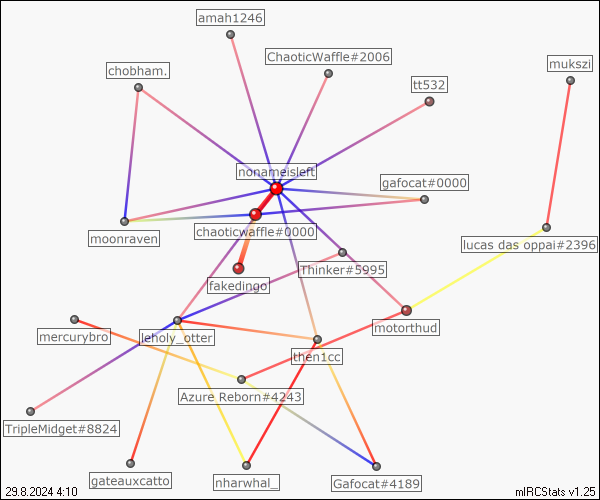 amah1246
ChaoticWaffle#2006
mukszi
chobham.
tt532
nonameisleft
gafocat#0000
chaoticwaffle#0000
moonraven
lucas das oppai#2396
Thinker#5995
fakedingo
motorthud
mercurybro
leholy_otter
then1cc
Azure Reborn#4243
TripleMidget#8824
gateauxcatto
nharwhal_
Gafocat#4189
29.8.2024 4:10
mIRCStats v1.25